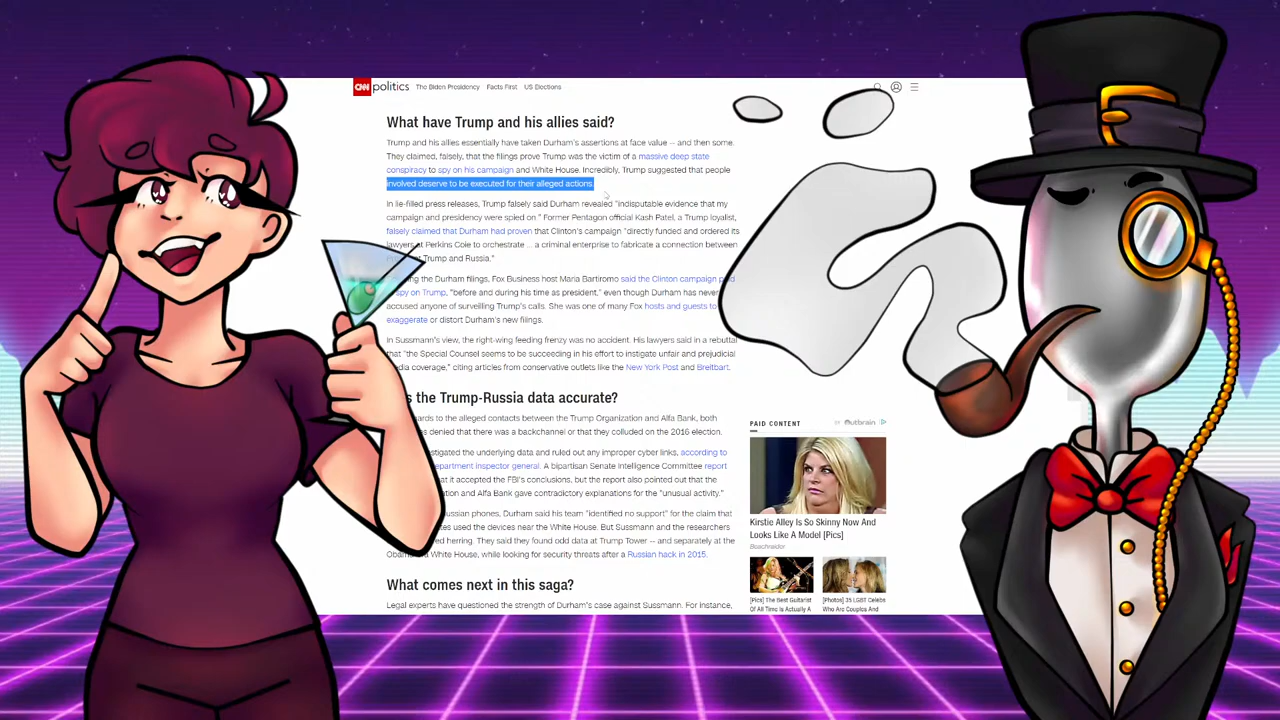 CNN politics The Biden Presidency Facts First US Elections
What have Trump and his allies said?
Trump and his allies essentially have taken Durham's assertions at face value -- and then some.
They claimed, falsely, that the filings prove Trump was the victim of a massive deep state
conspiracy to spy on his campaign and White House. Incredibly, Trump suggested that people
involved deserve to be executed for their alleged actions.
In lie-filled press releases, Trump falsely said Durham revealed "indisputable evidence that my
campaign and presidency were spied on." Former Pentagon official Kash Patel, a Trump loyalist,
falsely claimed that Durham had proven that Clinton's campaign "directly funded and ordered its
lawyers at Perkins Coie to orchestrate ... a criminal enterprise to fabricate a connection between
Trump and Russia."
the Durham filings, Fox Business host Maria Bartiromo said the Clinton campaign paid
to spy on Trump, "before and during his time as president," even though Durham has never
accused anyone of surveilling Trump's calls. She was one of many Fox hosts and guests to
exaggerate or distort Durham's new filings.
In Sussmann's view, the right-wing feeding frenzy was no accident. His lawyers said in a rebuttal
that "the Special Counsel seems to be succeeding in his effort to instigate unfair and prejudicial
media coverage," citing articles from conservative outlets like the New York Post and Breitbart.
the Trump-Russia data accurate?
to the alleged contacts between the Trump Organization and Alfa Bank, both
denied that there was a backchannel or that they colluded on the 2016 election.
the underlying data and ruled out any improper cyber links, according to
inspector general. A bipartisan Senate Intelligence Committee report
it accepted the FBI's conclusions, but the report also pointed out that the
and Alfa Bank gave contradictory explanations for the "unusual activity."
phones, Durham said his team "identified no support" for the claim that
used the devices near the White House. But Sussmann and the researchers
herring. They said they found odd data at Trump Tower -- and separately at the
White House, while looking for security threats after a Russian hack in 2015.
What comes next in this saga?
Legal experts have questioned the strength of Durham's case against Sussmann. For instance,
PAID CONTENT BY Outbrain
Kirstie Alley Is So Skinny Now And
Looks Like A Model [Pics]
[Pics] The Best Guitarist
Of All Time Is Actually A
[Photos] 35 LGBT Celebs
Who Are Couples And